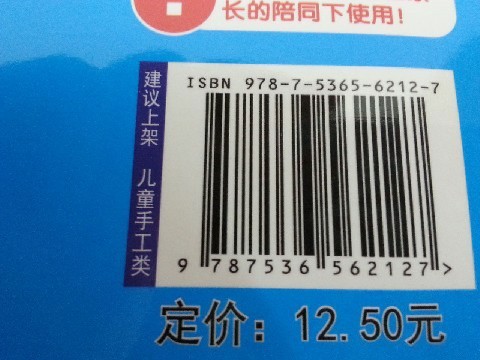 长的陪同下使用!
建议上架 儿童手工类
ISBN 978-7-5365-6212-7
9 787536 562127 >
定价: 12.50元